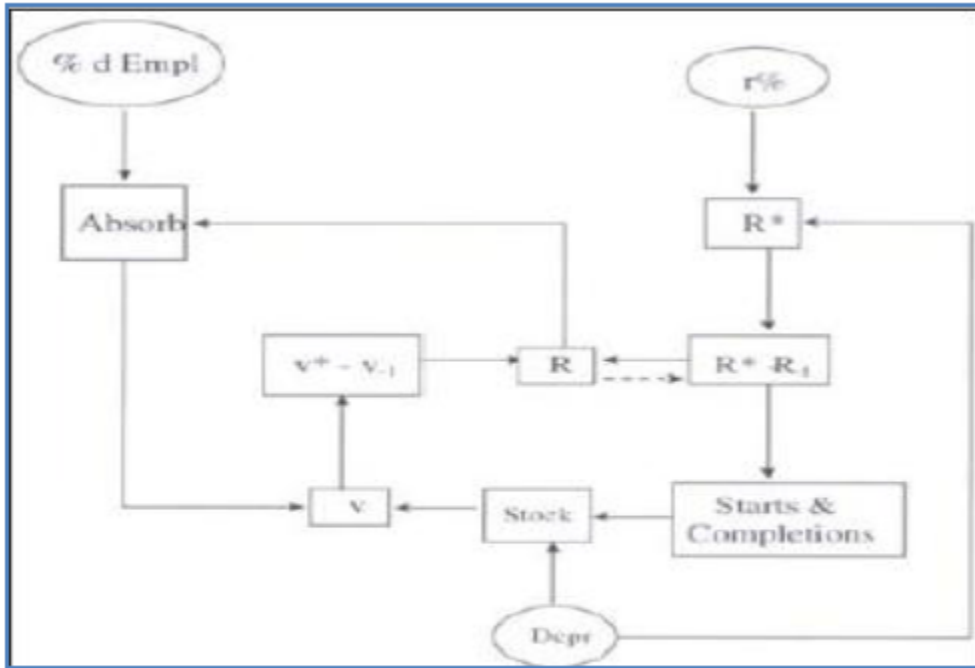 % d Empl
r%
Absorb
R*
v* - v-1
R
R* -R-1
v
Stock
Starts &
Completions
Depr